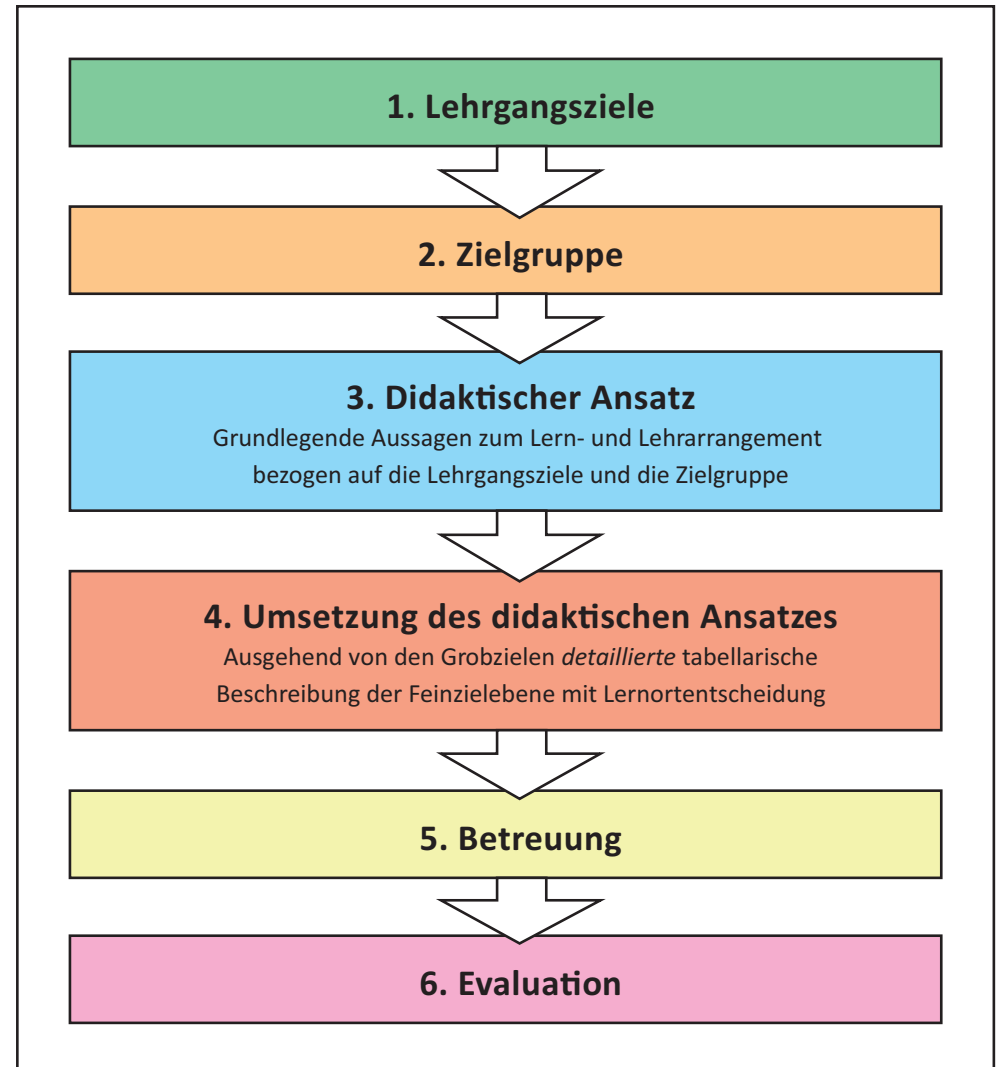 1. Lehrgangsziele
2. Zielgruppe
3. Didaktischer Ansatz
Grundlegende Aussagen zum Lern- und Lehrarrangement
bezogen auf die Lehrgangsziele und die Zielgruppe
4. Umsetzung des didaktischen Ansatzes
Ausgehend von den Grobzielen detaillierte tabellarische
Beschreibung der Feinzielebene mit Lernortentscheidung
5. Betreuung
6. Evaluation